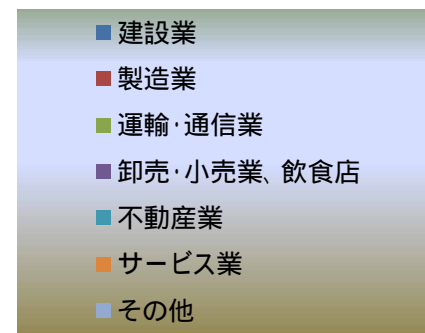 建設業
製造業
運輸・通信業
卸売・小売業、飲食店
不動産業
サービス業
その他